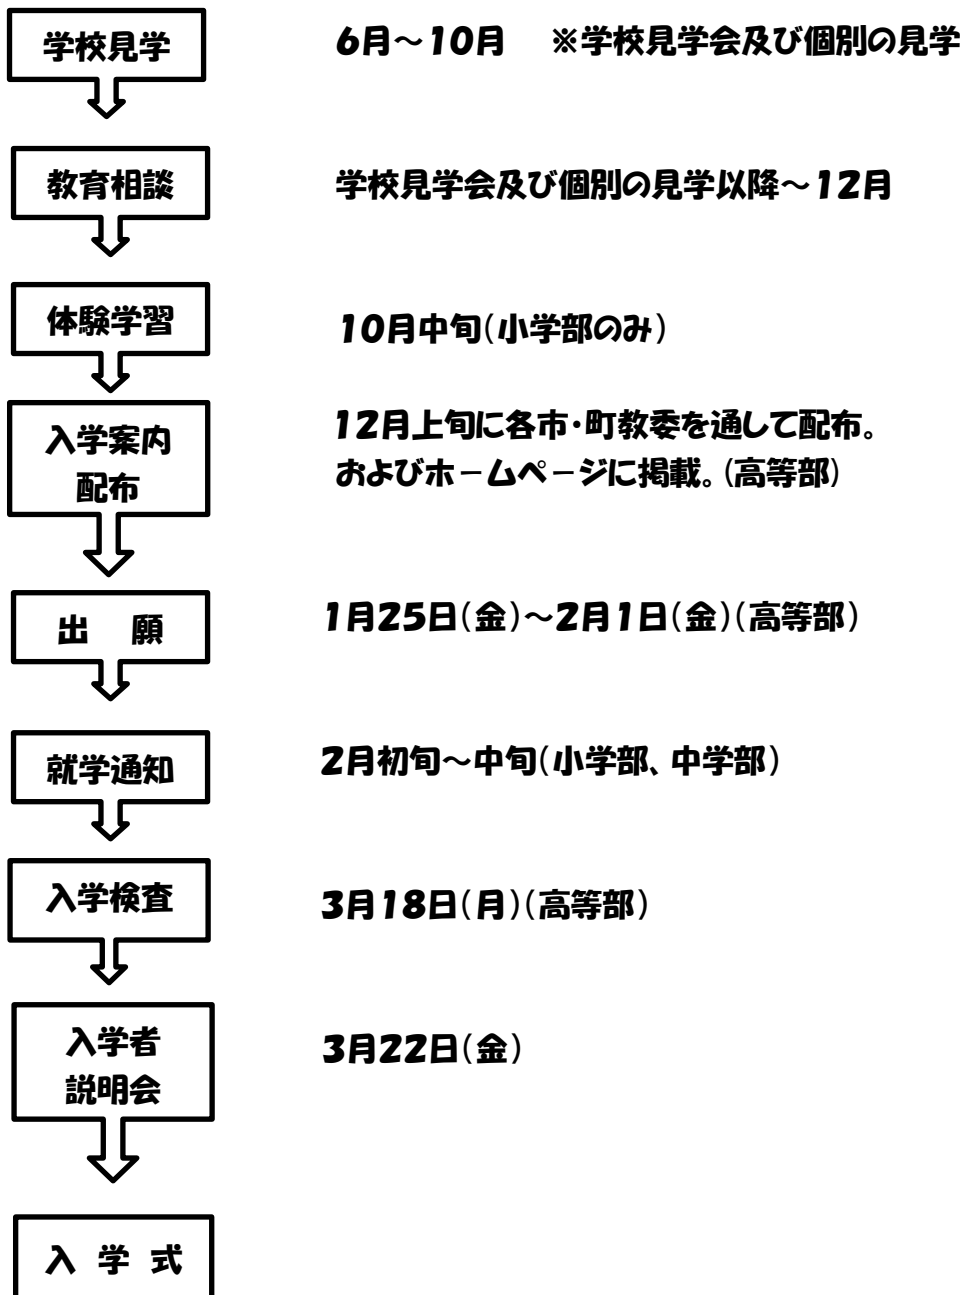 学校見学
6月～10月　※学校見学会及び個別の見学
教育相談
学校見学会及び個別の見学以降～12月
体験学習
10月中旬(小学部のみ)
入学案内
配布
12月上旬に各市・町教委を通して配布。
およびホームページに掲載。(高等部)
出　願
1月25日(金)～2月1日(金)(高等部)
就学通知
2月初旬～中旬(小学部、中学部)
入学検査
3月18日(月)(高等部)
入学者
説明会
3月22日(金)
入 学 式